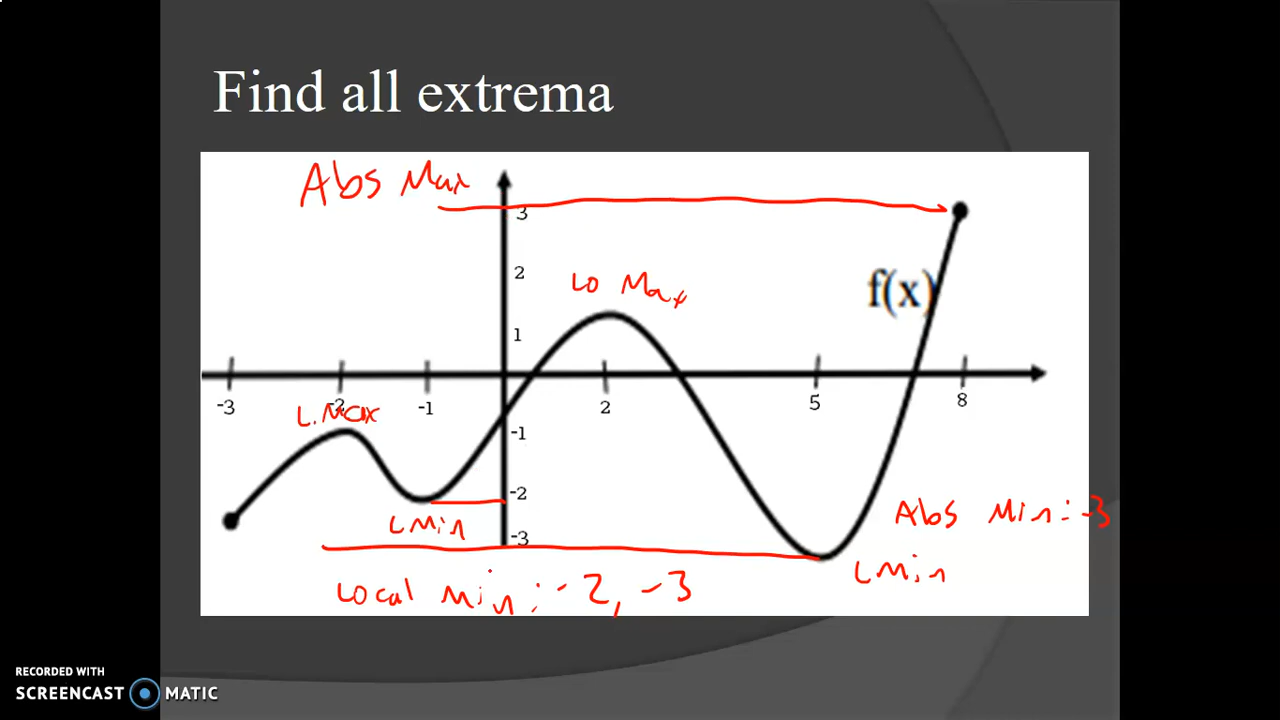 Find all extrema
Abs Max
3
2
Lo Max
f(x)
1
-3 -2 -1 2 5 8
L.Max
-1
-2
Abs Min: -3
LMin
-3
LMin
Local min: -2, -3
RECORDED WITH
SCREENCAST MATIC